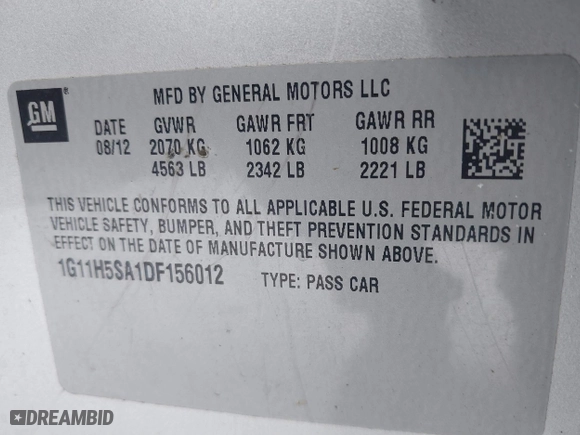 GM
®
MFD BY GENERAL MOTORS LLC
DATE GVWR GAWR FRT GAWR RR
08/12 2070 KG 1062 KG 1008 KG
4563 LB 2342 LB 2221 LB
THIS VEHICLE CONFORMS TO ALL APPLICABLE U.S. FEDERAL MOTOR
VEHICLE SAFETY, BUMPER, AND THEFT PREVENTION STANDARDS IN
EFFECT ON THE DATE OF MANUFACTURE SHOWN ABOVE.
1G11H5SA1DF156012 TYPE: PASS CAR
DREAMBID